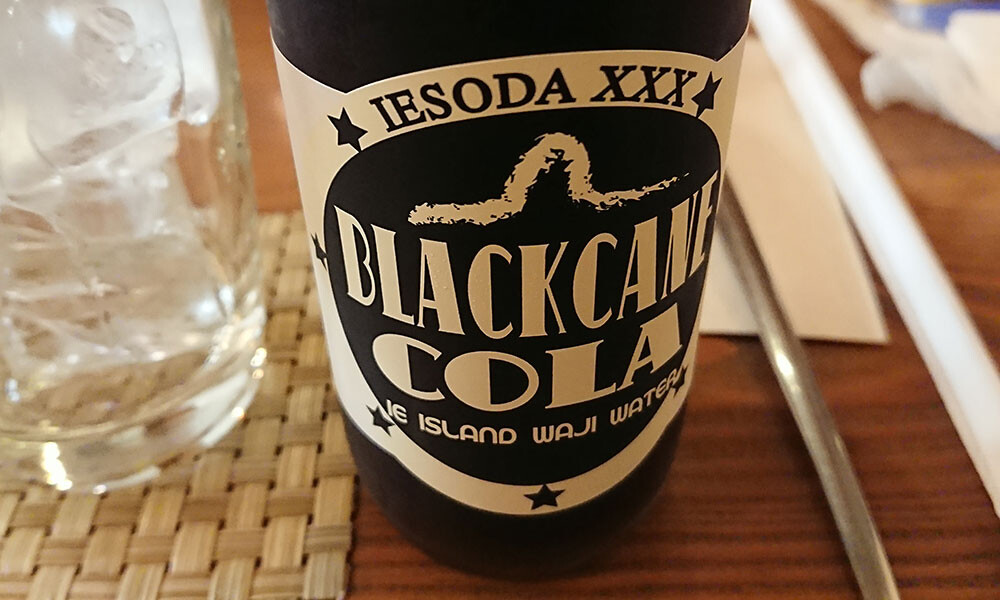 IESODA XXX
BLACKCANE
COLA
IE ISLAND WAJI WATER